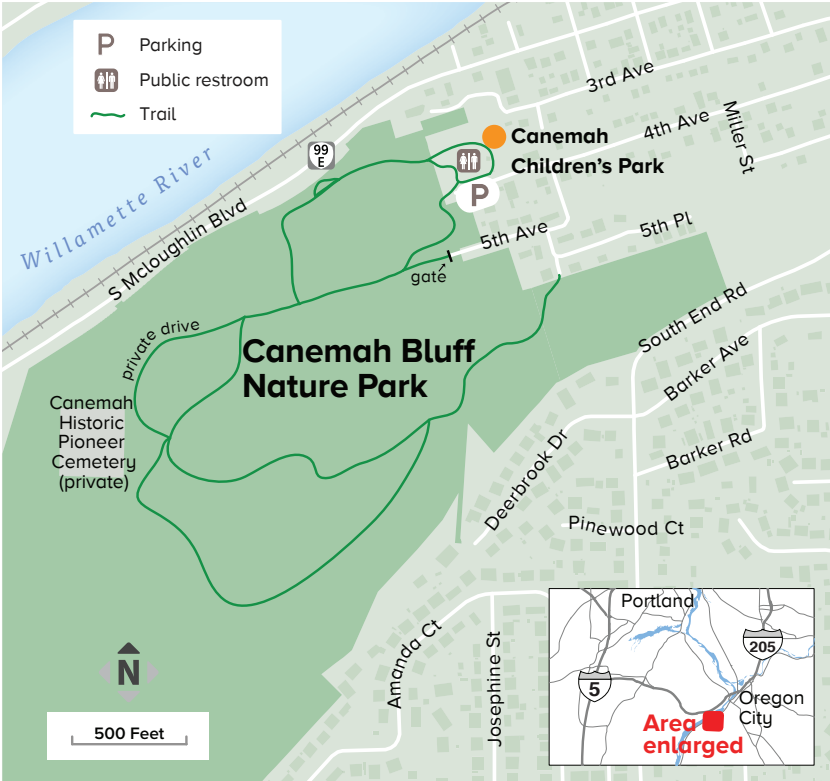 P Parking
Public restroom
Trail
Willamette River
99
E
S Mcloughlin Blvd
3rd Ave
4th Ave
Miller St
Canemah
Children's Park
P
5th Ave
5th Pl
gate
South End Rd
Barker Ave
Barker Rd
private drive
Canemah Bluff
Nature Park
Canemah
Historic
Pioneer
Cemetery
(private)
Deerbrook Dr
Pinewood Ct
Amanda Ct
Josephine St
N
500 Feet
Portland
205
5
Oregon
City
Area
enlarged